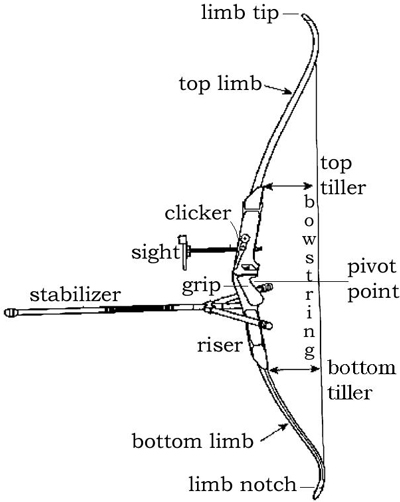 limb tip
top limb
top
tiller
clicker
bowstring
sight
pivot
point
grip
stabilizer
riser
bottom
tiller
bottom limb
limb notch